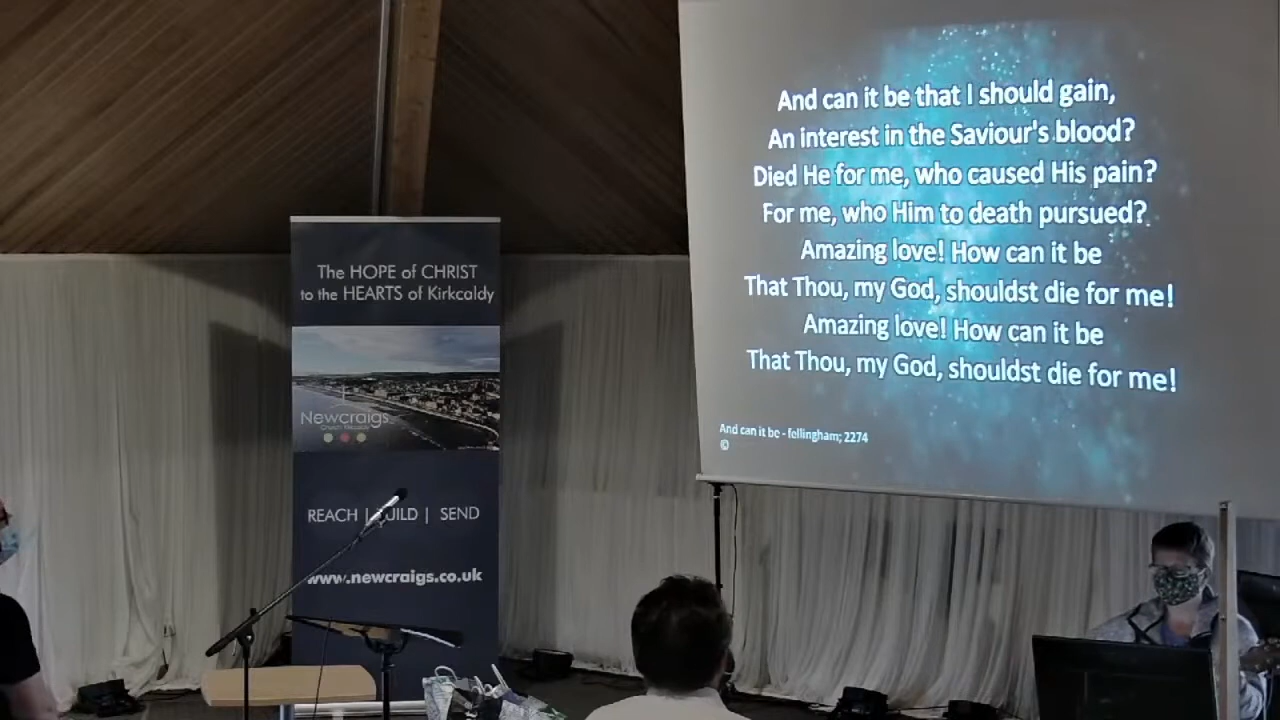 The HOPE of CHRIST
to the HEARTS of Kirkcaldy
Newcraigs
REACH | BUILD | SEND
www.newcraigs.co.uk
And can it be that I should gain,
An interest in the Saviour's blood?
Died He for me, who caused His pain?
For me, who Him to death pursued?
Amazing love! How can it be
That Thou, my God, shouldst die for me!
Amazing love! How can it be
That Thou, my God, shouldst die for me!
And can it be - fellingham; 2274
©